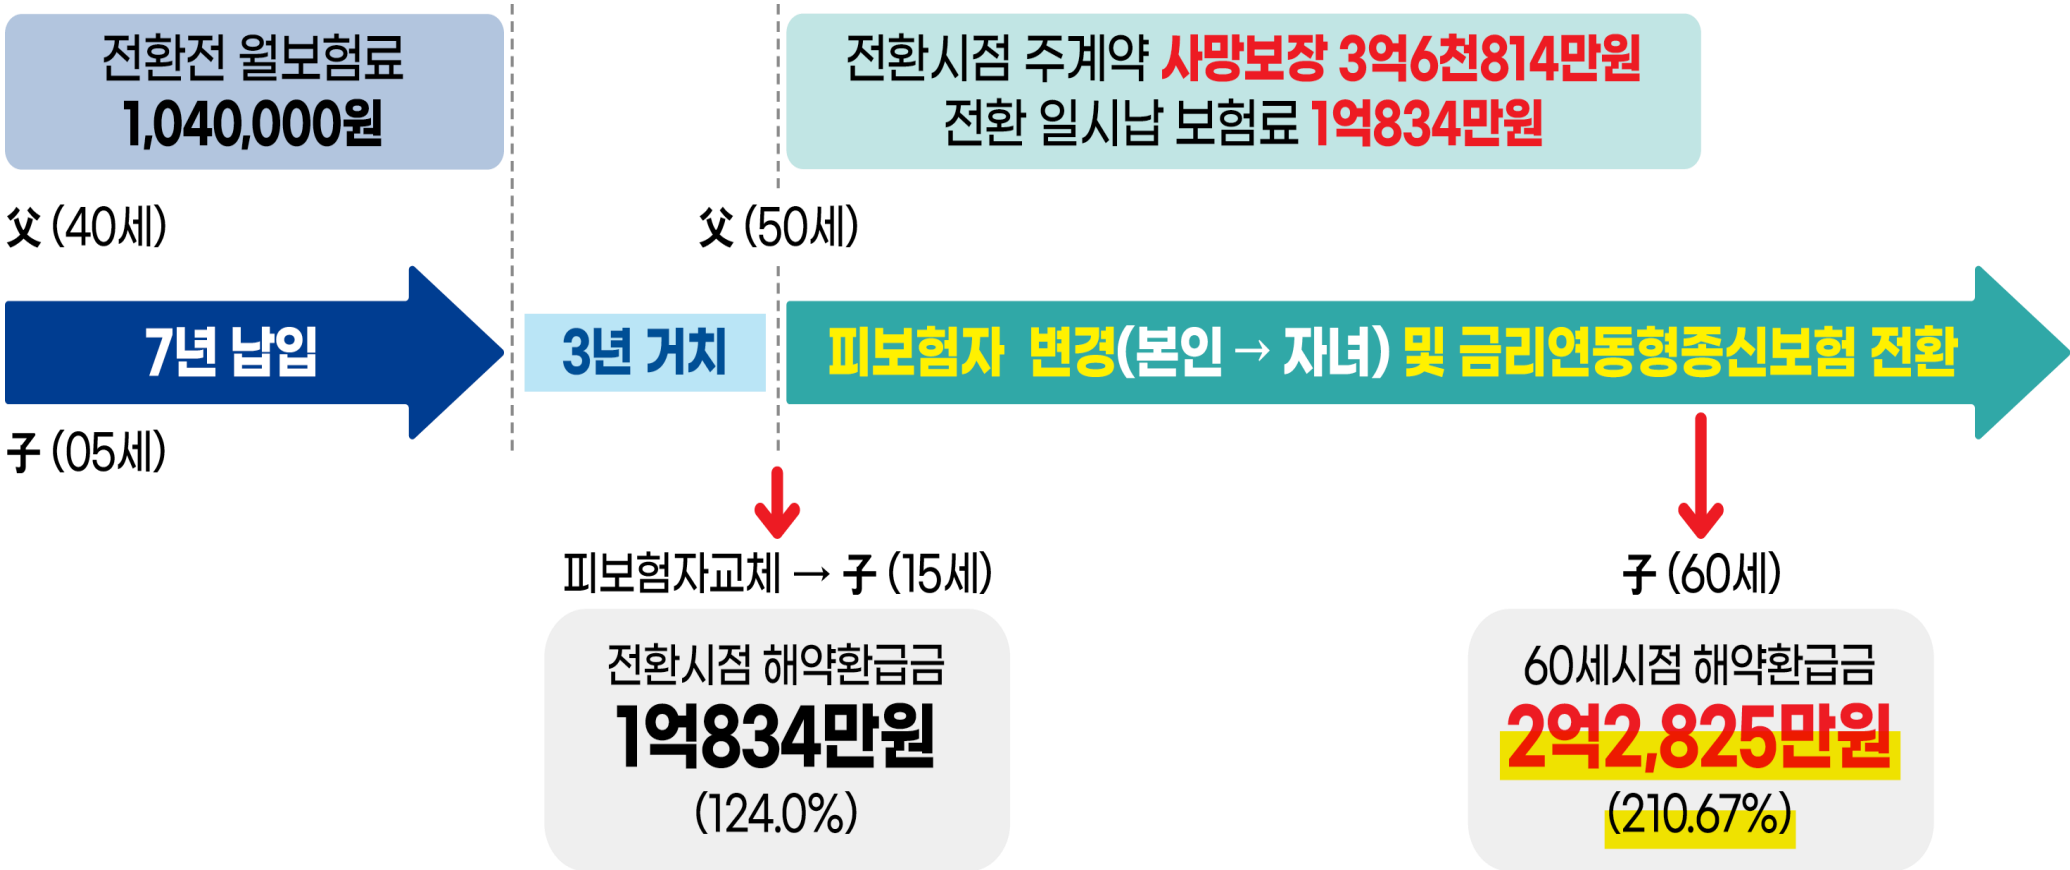 전환전 월보험료
1,040,000원
전환시점 주계약 사망보장 3억6천814만원
전환 일시납 보험료 1억834만원
父 (40세)
父 (50세)
7년 납입
3년 거치
피보험자 변경(본인 → 자녀) 및 금리연동형종신보험 전환
子 (05세)
피보험자교체 → 子 (15세)
子 (60세)
전환시점 해약환급금
1억834만원
(124.0%)
60세시점 해약환급금
2억2,825만원
(210.67%)